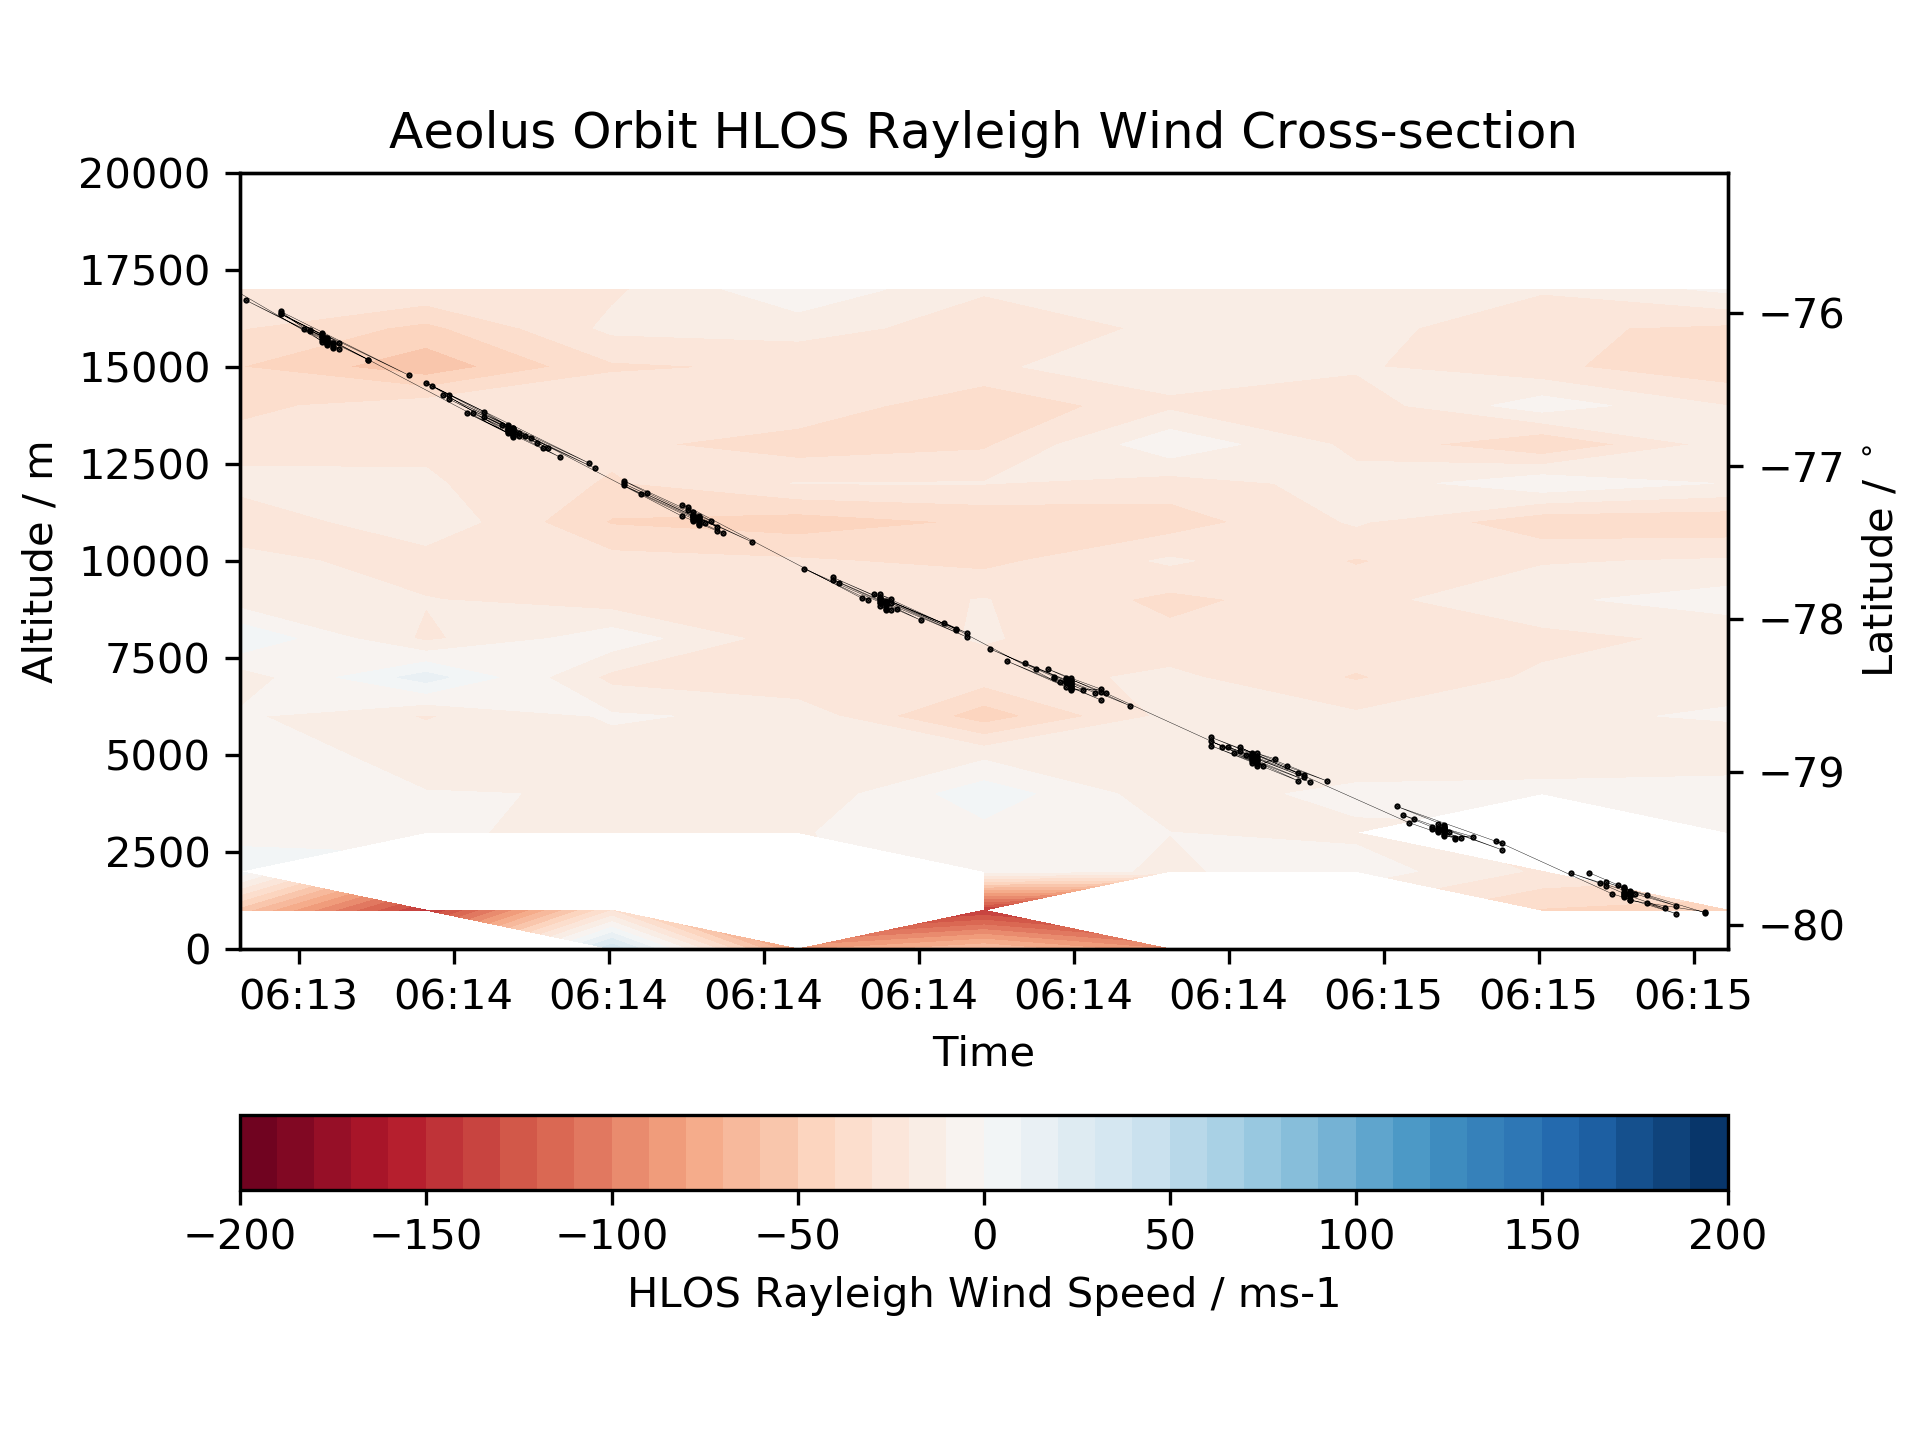 Aeolus Orbit HLOS Rayleigh Wind Cross-section
20000
17500
15000
12500
10000
7500
5000
2500
0
Altitude / m
−76
−77
−78
−79
−80
Latitude / °
06:13 06:14 06:14 06:14 06:14 06:14 06:14 06:15 06:15 06:15
Time
−200 −150 −100 −50 0 50 100 150 200
HLOS Rayleigh Wind Speed / ms-1